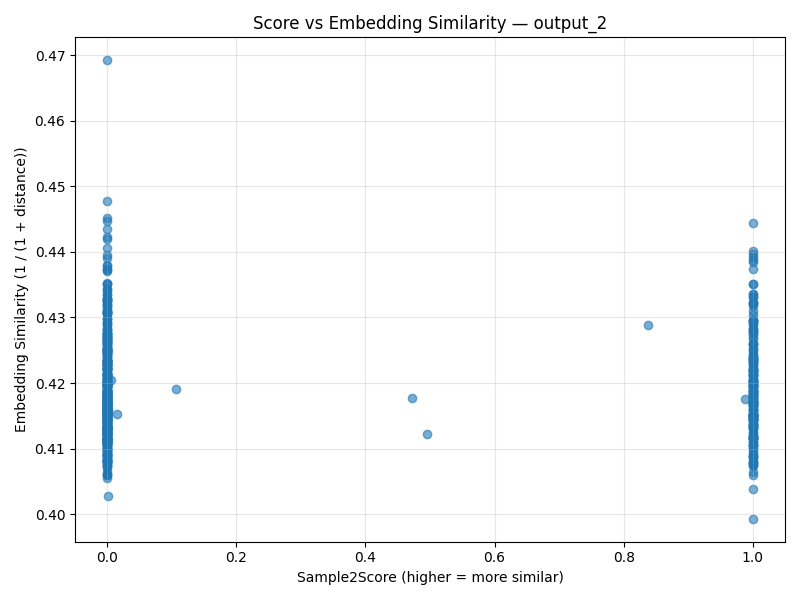 Score vs Embedding Similarity — output_2
Embedding Similarity (1 / (1 + distance))
0.47
0.46
0.45
0.44
0.43
0.42
0.41
0.40
0.0 0.2 0.4 0.6 0.8 1.0
Sample2Score (higher = more similar)